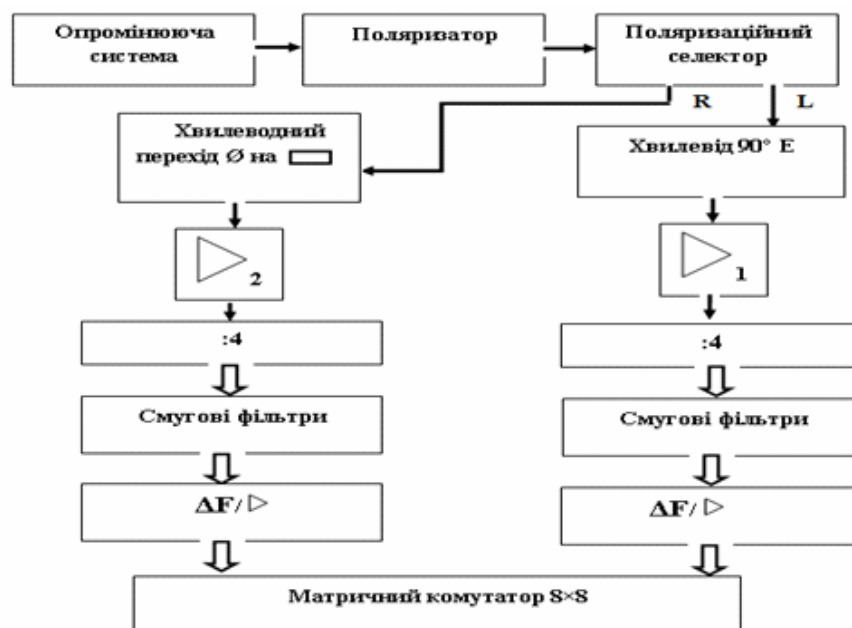 Опромінююча
система
Поляризатор
Поляризаційний
селектор
R
L
Хвилеводний
перехід Ø на
Хвилевід 90° Е
2
1
:4
:4
Смугові фільтри
Смугові фільтри
ΔF/
ΔF/
Матричний комутатор 8×8